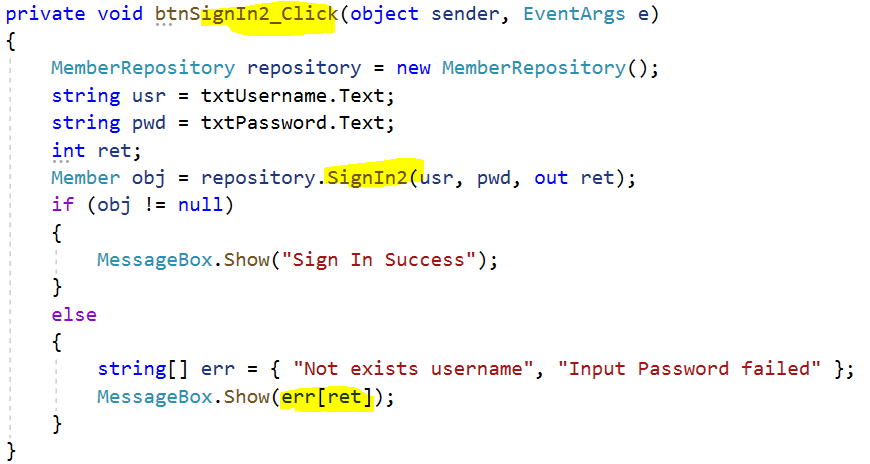 private void btnSignIn2_Click(object sender, EventArgs e)
{
    MemberRepository repository = new MemberRepository();
    string usr = txtUsername.Text;
    string pwd = txtPassword.Text;
    int ret;
    Member obj = repository.SignIn2(usr, pwd, out ret);
    if (obj != null)
    {
        MessageBox.Show("Sign In Success");
    }
    else
    {
        string[] err = { "Not exists username", "Input Password failed" };
        MessageBox.Show(err[ret]);
    }
}